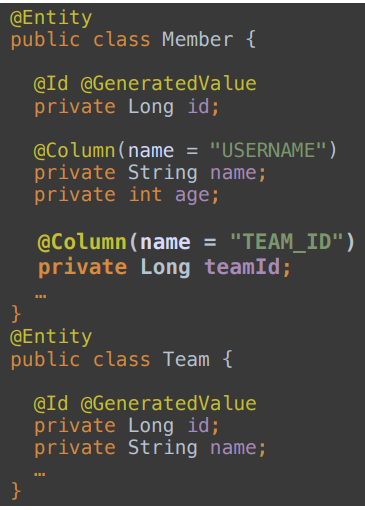 @Entity
public class Member {
@Id @GeneratedValue
private Long id;
@Column(name = "USERNAME")
private String name;
private int age;
@Column(name = "TEAM_ID")
private Long teamId;
…
}
@Entity
public class Team {
@Id @GeneratedValue
private Long id;
private String name;
…
}